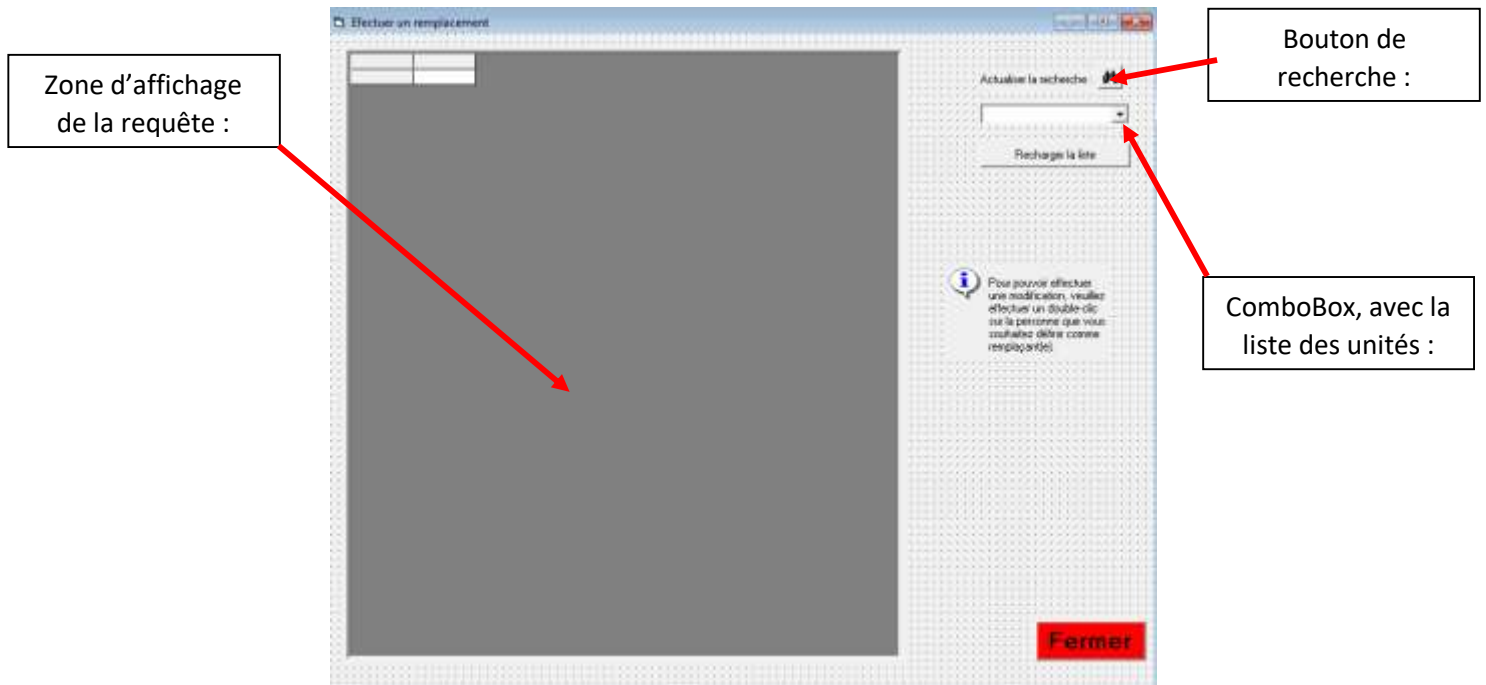 Efectuer un remplacement
Zone d'affichage
de la requête :
Actualiser la recherche
Bouton de
recherche :
Recharger la liste
Pour pouvoir effectuer
une modification, veuillez
effectuer un double-clic
sur la personne que vous
souhaitez définir comme
remplaçant(e).
ComboBox, avec la
liste des unités :
Fermer